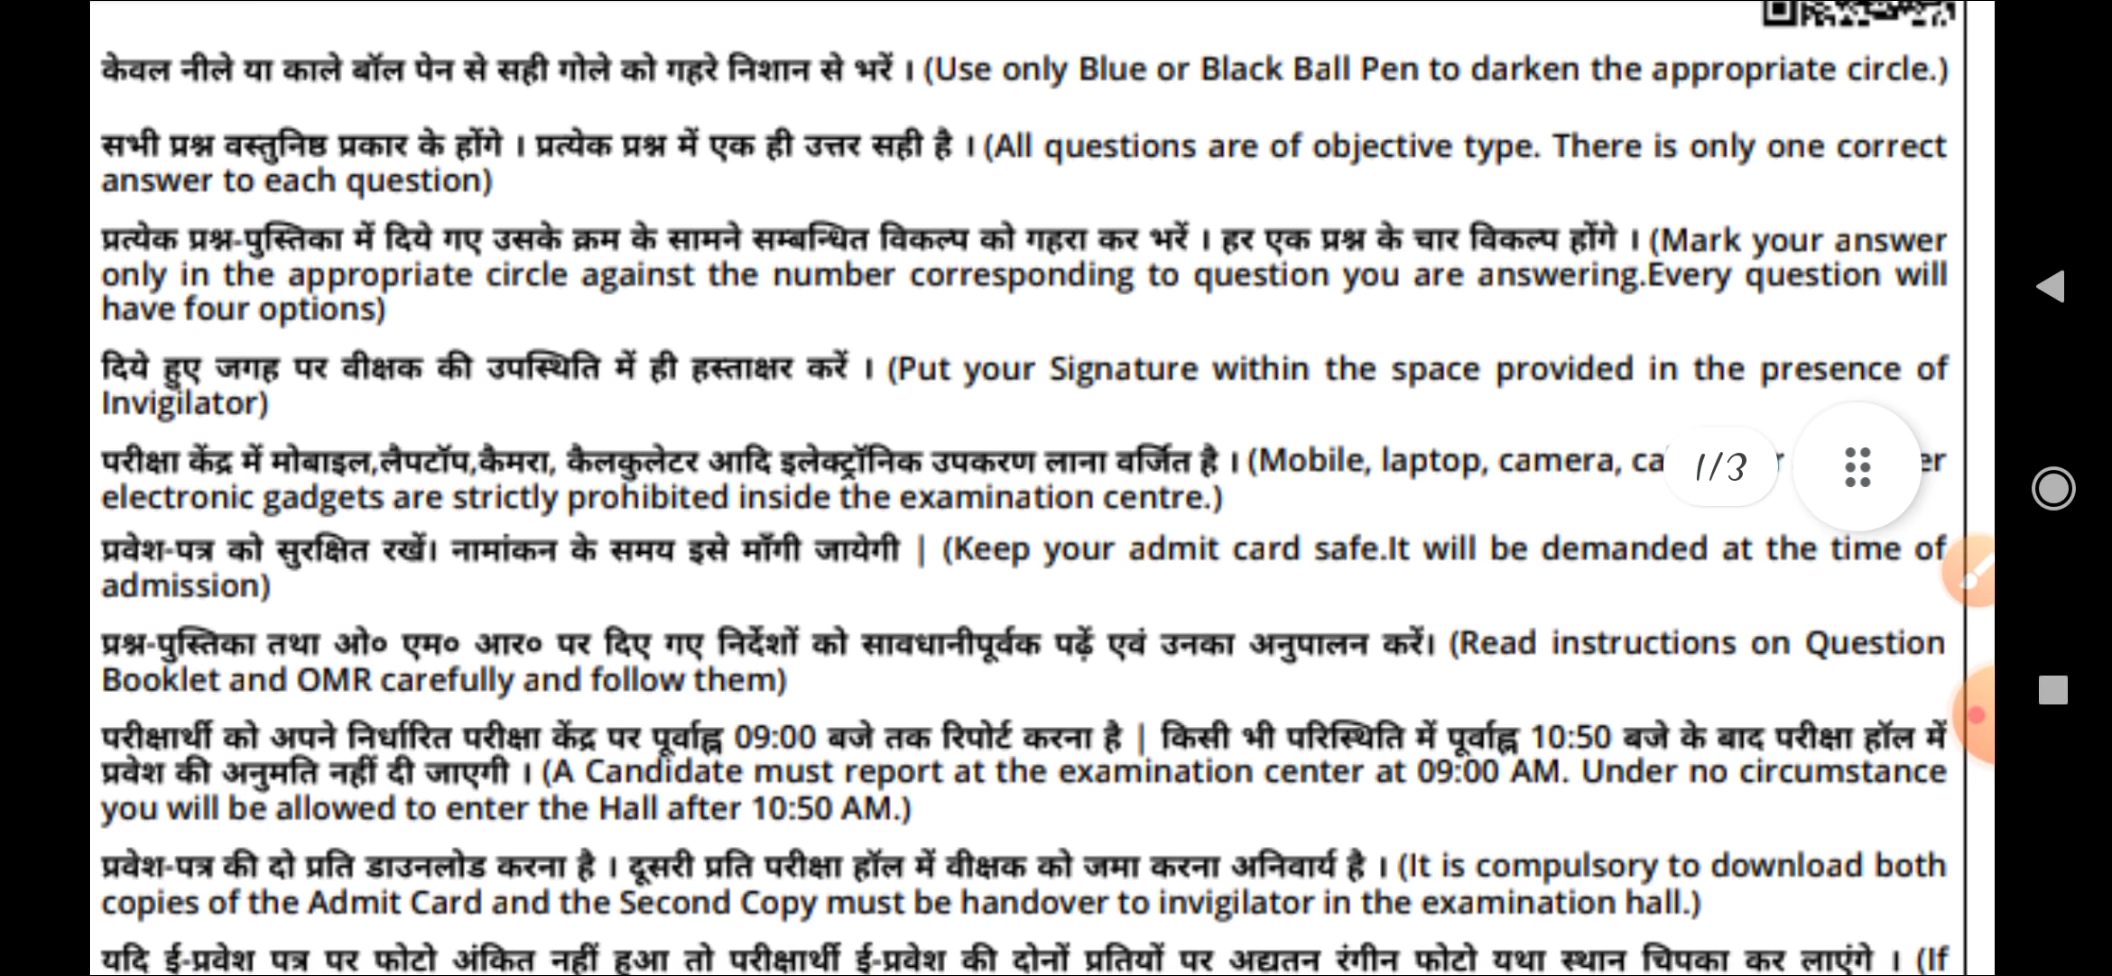 केवल नीले या काले बॉल पेन से सही गोले को गहरे निशान से भरें । (Use only Blue or Black Ball Pen to darken the appropriate circle.)
सभी प्रश्न वस्तुनिष्ठ प्रकार के होंगे । प्रत्येक प्रश्न में एक ही उत्तर सही है । (All questions are of objective type. There is only one correct
answer to each question)
प्रत्येक प्रश्न-पुस्तिका में दिये गए उसके क्रम के सामने सम्बन्धित विकल्प को गहरा कर भरें । हर एक प्रश्न के चार विकल्प होंगे । (Mark your answer
only in the appropriate circle against the number corresponding to question you are answering.Every question will
have four options)
दिये हुए जगह पर वीक्षक की उपस्थिति में ही हस्ताक्षर करें । (Put your Signature within the space provided in the presence of
Invigilator)
परीक्षा केंद्र में मोबाइल,लैपटॉप,कैमरा, कैलकुलेटर आदि इलेक्ट्रॉनिक उपकरण लाना वर्जित है । (Mobile, laptop, camera,
1/3
electronic gadgets are strictly prohibited inside the examination centre.)
प्रवेश-पत्र को सुरक्षित रखें। नामांकन के समय इसे माँगी जायेगी | (Keep your admit card safe.It will be demanded at the time of
admission)
प्रश्न-पुस्तिका तथा ओ० एम० आर० पर दिए गए निर्देशों को सावधानीपूर्वक पढ़ें एवं उनका अनुपालन करें। (Read instructions on Question
Booklet and OMR carefully and follow them)
परीक्षार्थी को अपने निर्धारित परीक्षा केंद्र पर पूर्वाह्न 09:00 बजे तक रिपोर्ट करना है | किसी भी परिस्थिति में पूर्वाह्न 10:50 बजे के बाद परीक्षा हॉल में
प्रवेश की अनुमति नहीं दी जाएगी । (A Candidate must report at the examination center at 09:00 AM. Under no circumstance
you will be allowed to enter the Hall after 10:50 AM.)
प्रवेश-पत्र की दो प्रति डाउनलोड करना है । दूसरी प्रति परीक्षा हॉल में वीक्षक को जमा करना अनिवार्य है । (It is compulsory to download both
copies of the Admit Card and the Second Copy must be handover to invigilator in the examination hall.)
यदि ई-प्रवेश पत्र पर फोटो अंकित नहीं हुआ तो परीक्षार्थी ई-प्रवेश की दोनों प्रतियों पर अद्यतन रंगीन फोटो यथा स्थान चिपका कर लाएंगे । (If